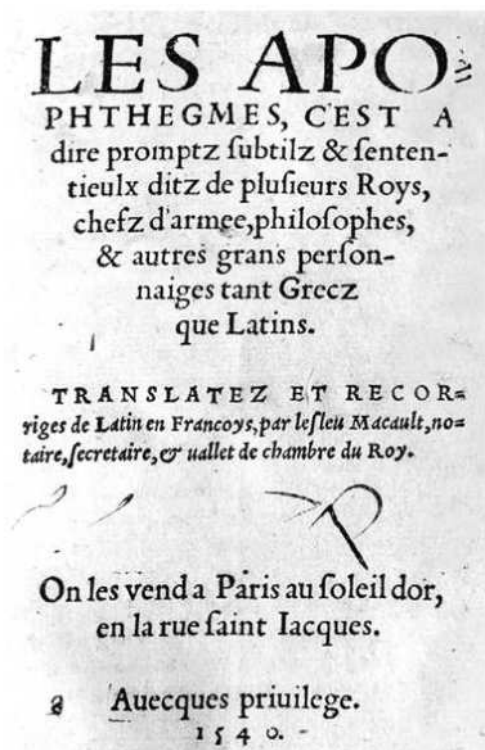 LES APO=
PHTHEGMES, C'EST A
dire promptz ſubtilz & ſenten-
tieulx ditz de pluſieurs Roys,
chefz d'armee, philoſophes,
& autres grans perſon-
naiges tant Grecz
que Latins.
TRANSLATEZ ET RECOR=
riges de Latin en Francoys, par leſleu Macault, no=
taire, ſecretaire, & uallet de chambre du Roy.
On les vend a Paris au ſoleil dor,
en la rue ſaint Iacques.
Auecques priuilege.
1540.